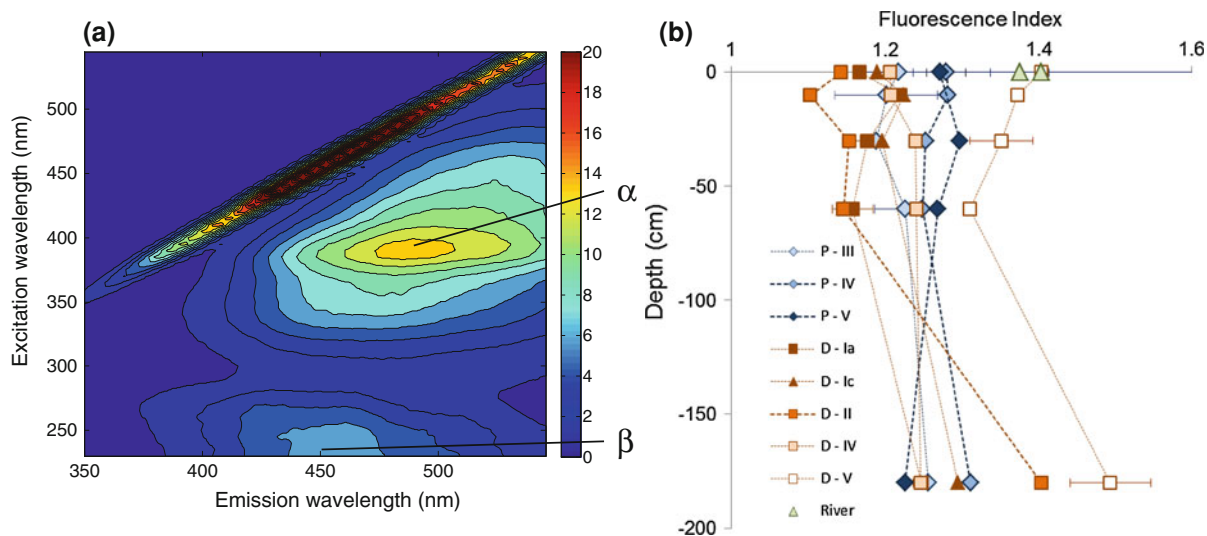 (a)
Excitation wavelength (nm)
500
450
400
350
300
250
350
400
450
500
Emission wavelength (nm)
20
18
16
14
12
10
8
6
4
2
0
α
β
(b)
Fluorescence Index
1
1.2
1.4
1.6
0
-50
-100
-150
-200
Depth (cm)
P - III
P - IV
P - V
D - Ia
D - Ic
D - II
D - IV
D - V
River